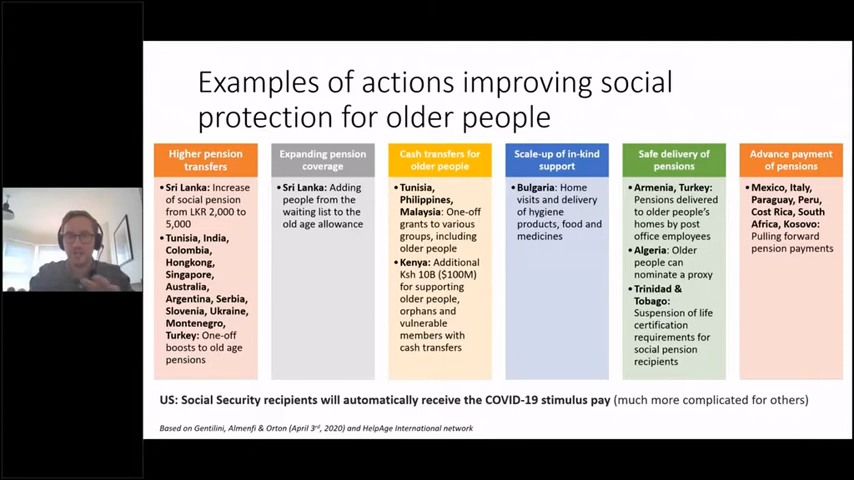 Examples of actions improving social
protection for older people
Higher pension
transfers
• Sri Lanka: Increase
of social pension
from LKR 2,000 to
5,000
• Tunisia, India,
Colombia,
Hongkong,
Singapore,
Australia,
Argentina, Serbia,
Slovenia, Ukraine,
Montenegro,
Turkey: One-off
boosts to old age
pensions
Expanding pension
coverage
• Sri Lanka: Adding
people from the
waiting list to the
old age allowance
Cash transfers for
older people
• Tunisia,
Philippines,
Malaysia: One-off
grants to various
groups, including
older people
• Kenya: Additional
Ksh 10B ($100M)
for supporting
older people,
orphans and
vulnerable
members with
cash transfers
Scale-up of in-kind
support
• Bulgaria: Home
visits and delivery
of hygiene
products, food and
medicines
Safe delivery of
pensions
• Armenia, Turkey:
Pensions delivered
to older people's
homes by post
office employees
• Algeria: Older
people can
nominate a proxy
• Trinidad &
Tobago:
Suspension of life
certification
requirements for
social pension
recipients
Advance payment
of pensions
• Mexico, Italy,
Paraguay, Peru,
Cost Rica, South
Africa, Kosovo:
Pulling forward
pension payments
US: Social Security recipients will automatically receive the COVID-19 stimulus pay (much more complicated for others)
Based on Gentilini, Almenfi & Orton (April 3rd, 2020) and HelpAge International network